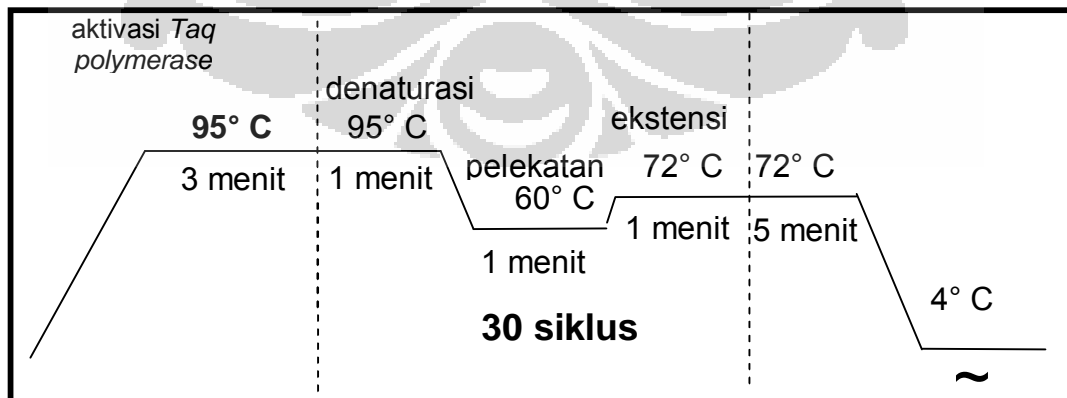 aktivasi Taq
polymerase
95° C
3 menit
denaturasi
95° C
1 menit
pelekatan
60° C
1 menit
ekstensi
72° C
1 menit
72° C
5 menit
30 siklus
4° C
~